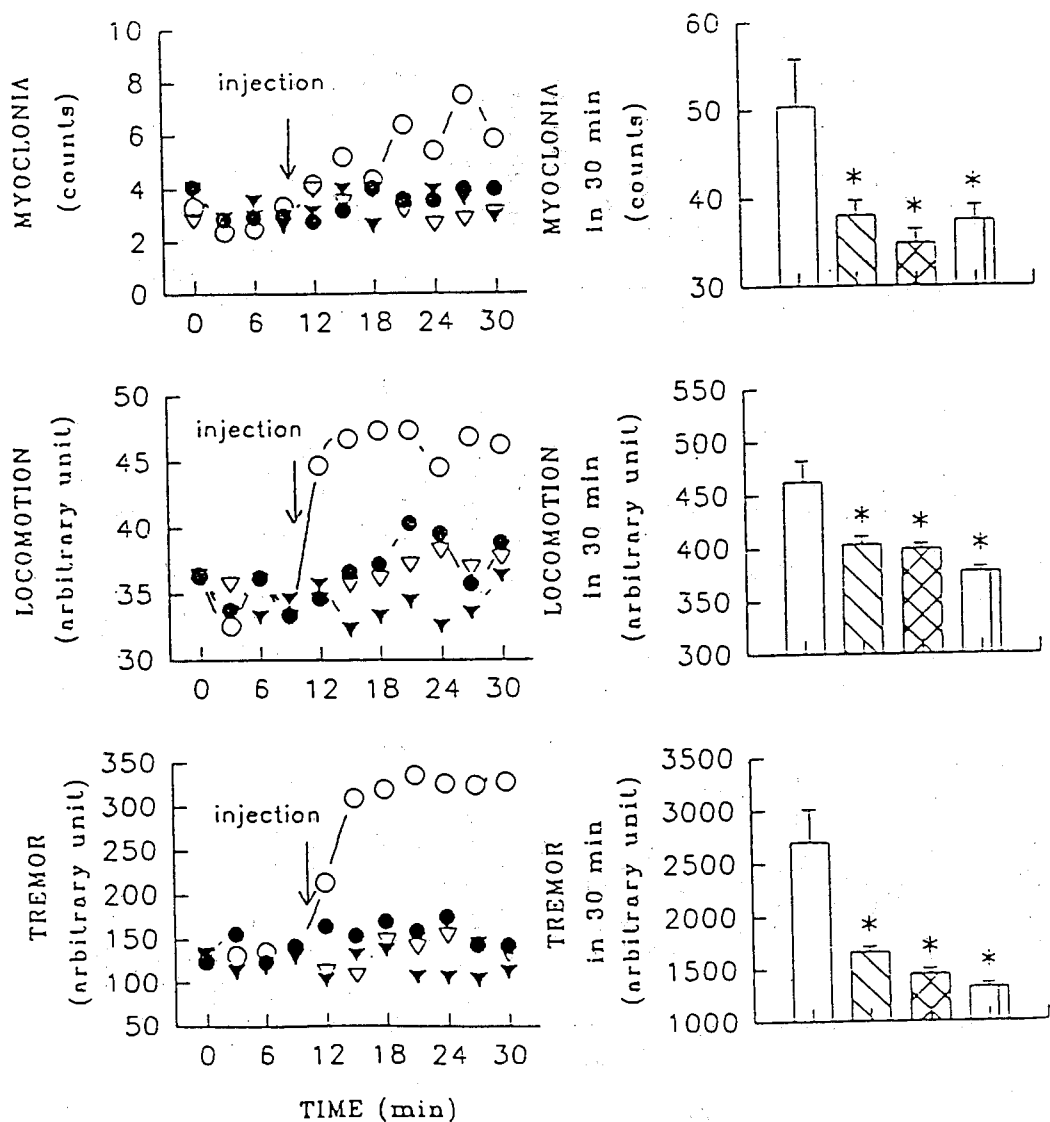 MYOCLONIA
(counts)
10
8
6
4
2
0
injection
0 6 12 18 24 30
MYOCLONIA
in 30 min
(counts)
60
50
40
30
* * *
LOCOMOTION
(arbitrary unit)
50
45
40
35
30
injection
0 6 12 18 24 30
LOCOMOTION
in 30 min
(arbitrary unit)
550
500
450
400
350
300
* * *
TREMOR
(arbitrary unit)
350
300
250
200
150
100
50
injection
0 6 12 18 24 30
TIME (min)
TREMOR
in 30 min
(arbitrary unit)
3500
3000
2500
2000
1500
1000
* * *